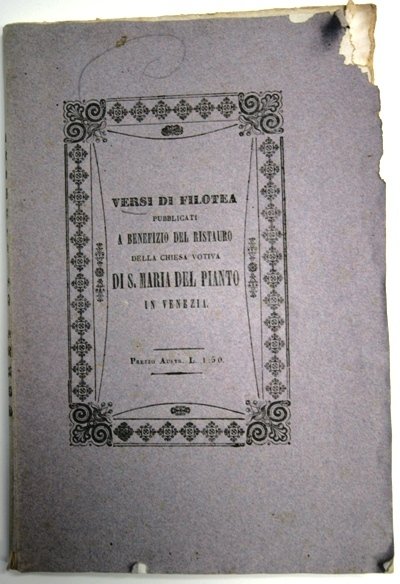 VERSI DI FILOTEA
PUBBLICATI
A BENEFIZIO DEL RISTAURO
DELLA CHIESA VOTIVA
DI S. MARIA DEL PIANTO
IN VENEZIA.
Prezzo Austr. L. 1.50.